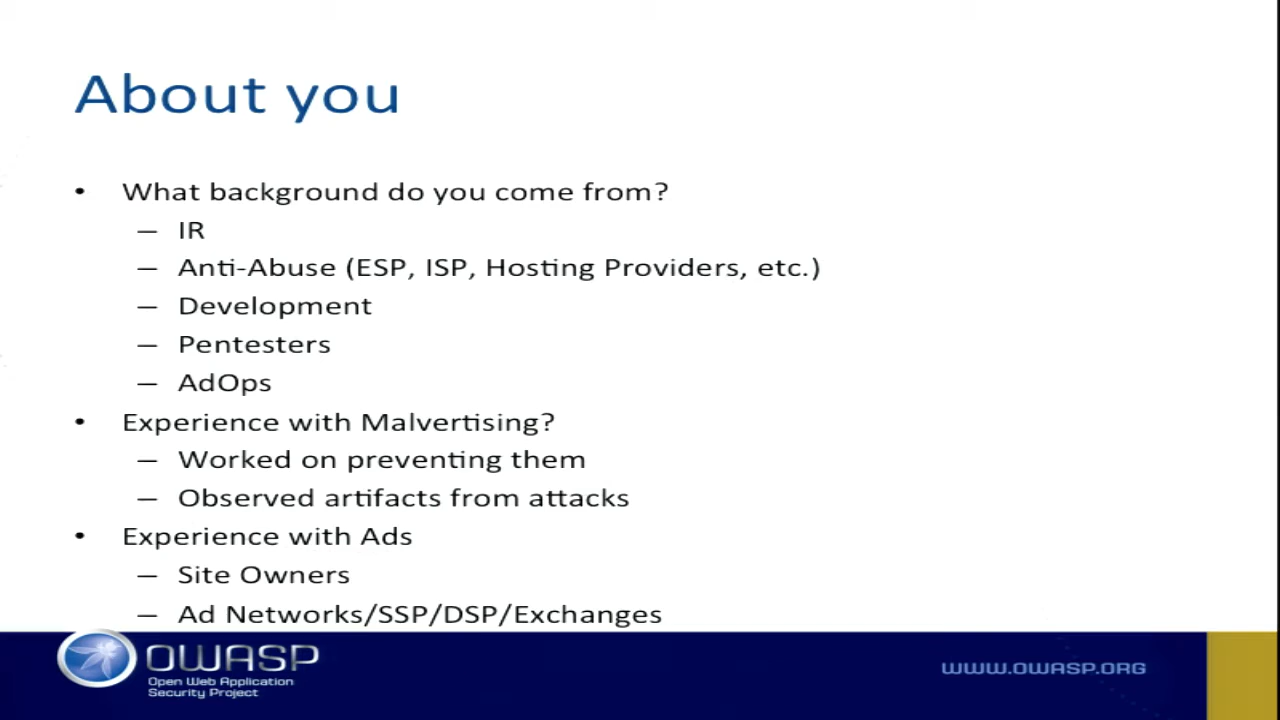 About you
• What background do you come from?
– IR
– Anti-Abuse (ESP, ISP, Hosting Providers, etc.)
– Development
– Pentesters
– AdOps
• Experience with Malvertising?
– Worked on preventing them
– Observed artifacts from attacks
• Experience with Ads
– Site Owners
– Ad Networks/SSP/DSP/Exchanges
OWASP
Open Web Application
Security Project
WWW.OWASP.ORG